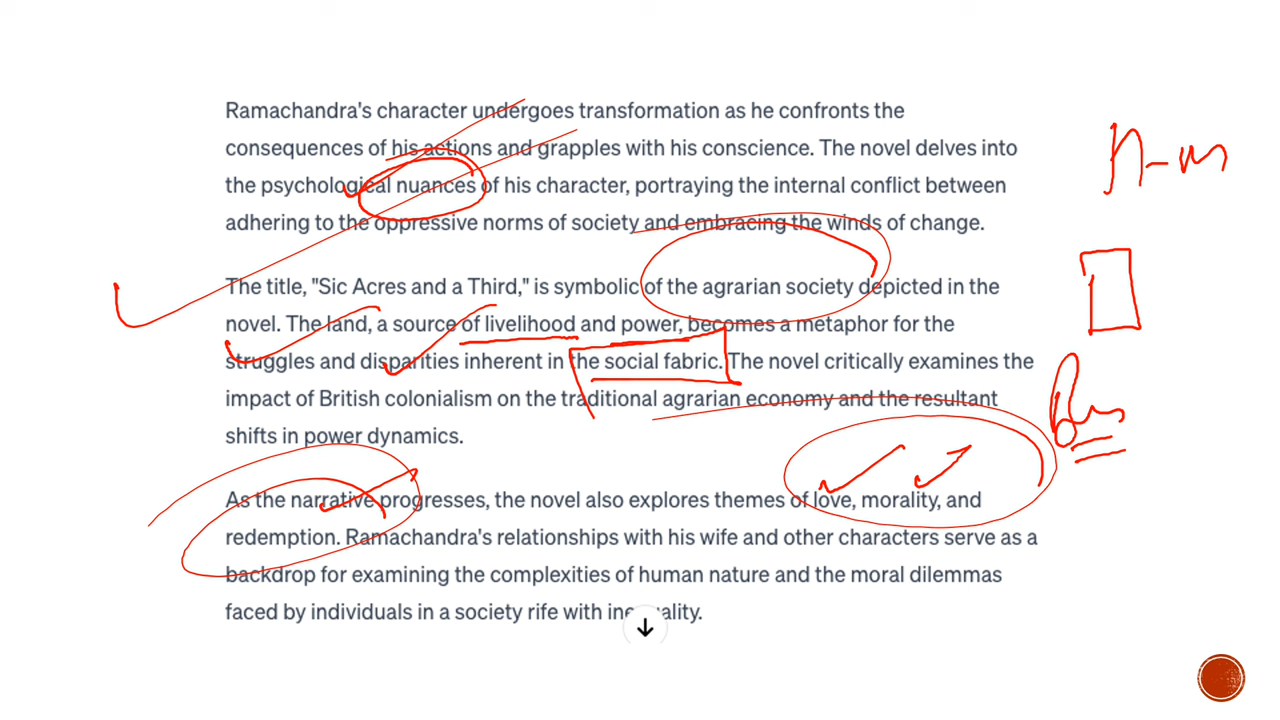 Ramachandra's character undergoes transformation as he confronts the
consequences of his actions and grapples with his conscience. The novel delves into
the psychological nuances of his character, portraying the internal conflict between
adhering to the oppressive norms of society and embracing the winds of change.
The title, "Sic Acres and a Third," is symbolic of the agrarian society depicted in the
novel. The land, a source of livelihood and power, becomes a metaphor for the
struggles and disparities inherent in the social fabric. The novel critically examines the
impact of British colonialism on the traditional agrarian economy and the resultant
shifts in power dynamics.
As the narrative progresses, the novel also explores themes of love, morality, and
redemption. Ramachandra's relationships with his wife and other characters serve as a
backdrop for examining the complexities of human nature and the moral dilemmas
faced by individuals in a society rife with inequality.